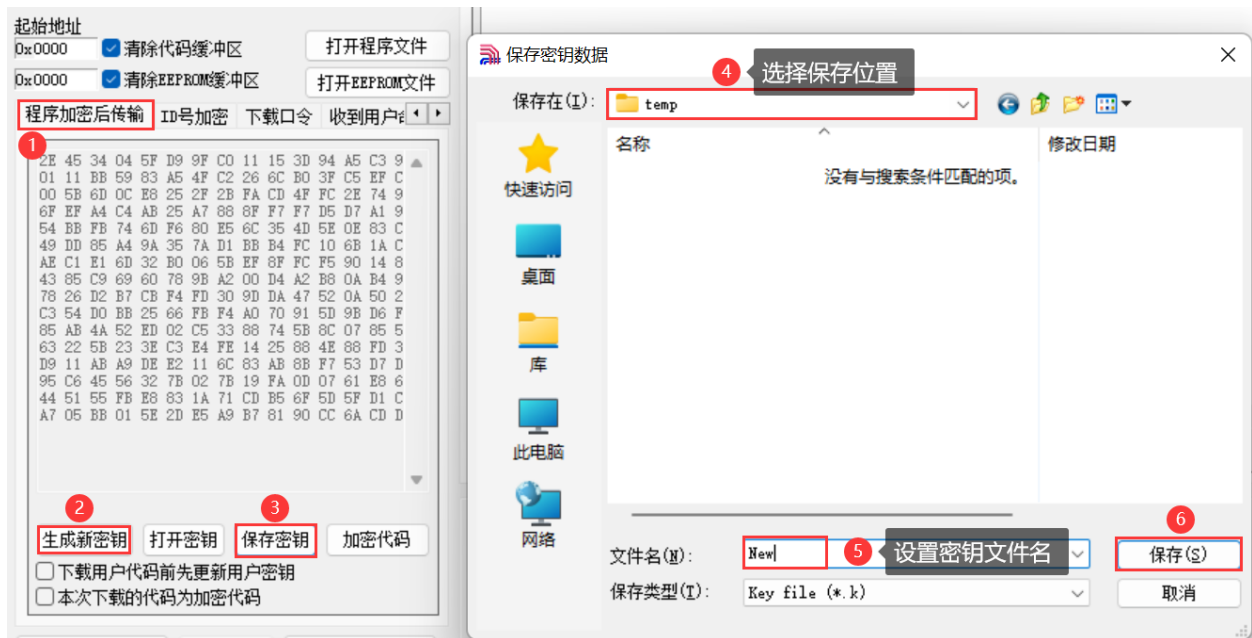 起始地址
0x0000 清除代码缓冲区 打开程序文件
0x0000 清除EEPROM缓冲区 打开EEPROM文件
程序加密后传输 ID号加密 下载口令 收到用户
1
2E 45 34 04 5F D9 9F C0 11 15 3D 94 A5 C3 9
01 11 BB 59 83 A5 4F C2 26 6C B0 3F C5 EF C
00 5B 6D 0C E8 25 2F 2B FA CD 4F FC 2E 74 9
6F EF A4 C4 AB 25 A7 88 8F F7 F7 D5 D7 A1 9
54 BB FB 74 6D F6 80 E5 6C 35 4D 5E 0E 83 C
49 DD 85 A4 9A 35 7A D1 BB B4 FC 10 6B 1A C
AE C1 E1 6D 32 B0 06 5B EF 8F FC F5 90 14 8
43 85 C9 69 60 78 9B A2 00 D4 A2 B8 0A B4 9
78 26 D2 B7 CB F4 FD 30 9D DA 47 52 0A 50 2
C3 54 D0 BB 25 66 FB F4 A0 70 91 5D 9B D6 F
85 AB 4A 52 ED 02 C5 33 88 74 5B 8C 07 85 5
63 22 5B 23 3E C3 E4 FE 14 25 88 4E 88 FD 3
D9 11 AB A9 DE E2 11 6C 83 AB 8B F7 53 D7 D
95 C6 45 56 32 7B 02 7B 19 FA 0D 07 61 E8 6
44 51 55 FB E8 83 1A 71 CD B5 6F 5D 5F D1 C
A7 05 BB 01 5E 2D E5 A9 B7 81 90 CC 6A CD D
2 3
生成新密钥 打开密钥 保存密钥 加密代码
下载用户代码前先更新用户密钥
本次下载的代码为加密代码
保存密钥数据
4 选择保存位置
保存在(I): temp
名称 修改日期
没有与搜索条件匹配的项。
快速访问
桌面
库
此电脑
网络
6
文件名(N): New 5 设置密钥文件名 保存(S)
保存类型(T): Key file (*.k) 取消